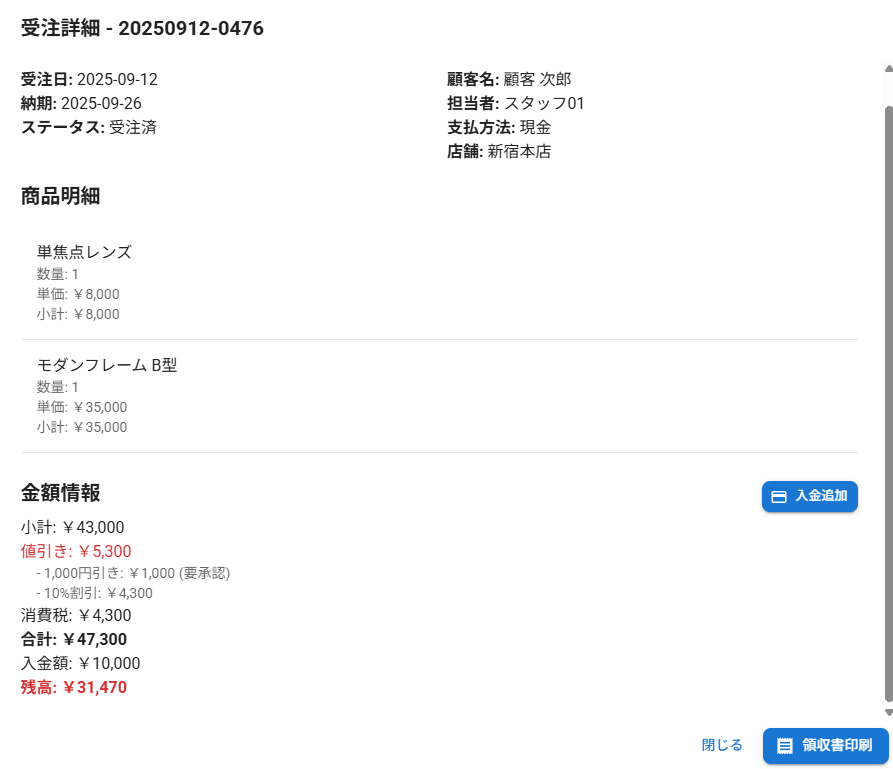 受注詳細 - 20250912-0476
受注日: 2025-09-12
納期: 2025-09-26
ステータス: 受注済
顧客名: 顧客 次郎
担当者: スタッフ01
支払方法: 現金
店舗: 新宿本店
商品明細
単焦点レンズ
数量: 1
単価: ￥8,000
小計: ￥8,000
モダンフレーム B型
数量: 1
単価: ￥35,000
小計: ￥35,000
金額情報
入金追加
小計: ￥43,000
値引き: ￥5,300
- 1,000円引き: ￥1,000 (要承認)
- 10%割引: ￥4,300
消費税: ￥4,300
合計: ￥47,300
入金額: ￥10,000
残高: ￥31,470
閉じる
領収書印刷